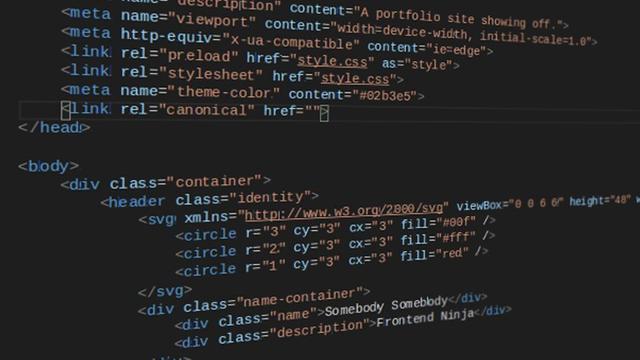 name="description" content="A portfolio site showing off.">
<meta name="viewport" content="width=device-width, initial-scale=1.0">
<meta http-equiv="x-ua-compatible" content="ie=edge">
<link rel="preload" href="style.css" as="style">
<link rel="stylesheet" href="style.css">
<meta name="theme-color" content="#02b3e5">
<link rel="canonical" href="">
</head>
<body>
<div class="container">
<header class="identity">
<svg xmlns="http://www.w3.org/2000/svg" viewBox="0 0 6 6" height="48"
<circle r="3" cy="3" cx="3" fill="#00f" />
<circle r="2" cy="3" cx="3" fill="#fff" />
<circle r="1" cy="3" cx="3" fill="red" />
</svg>
<div class="name-container">
<div class="name">Somebody Somebody</div>
<div class="description">Frontend Ninja</div>
</div>